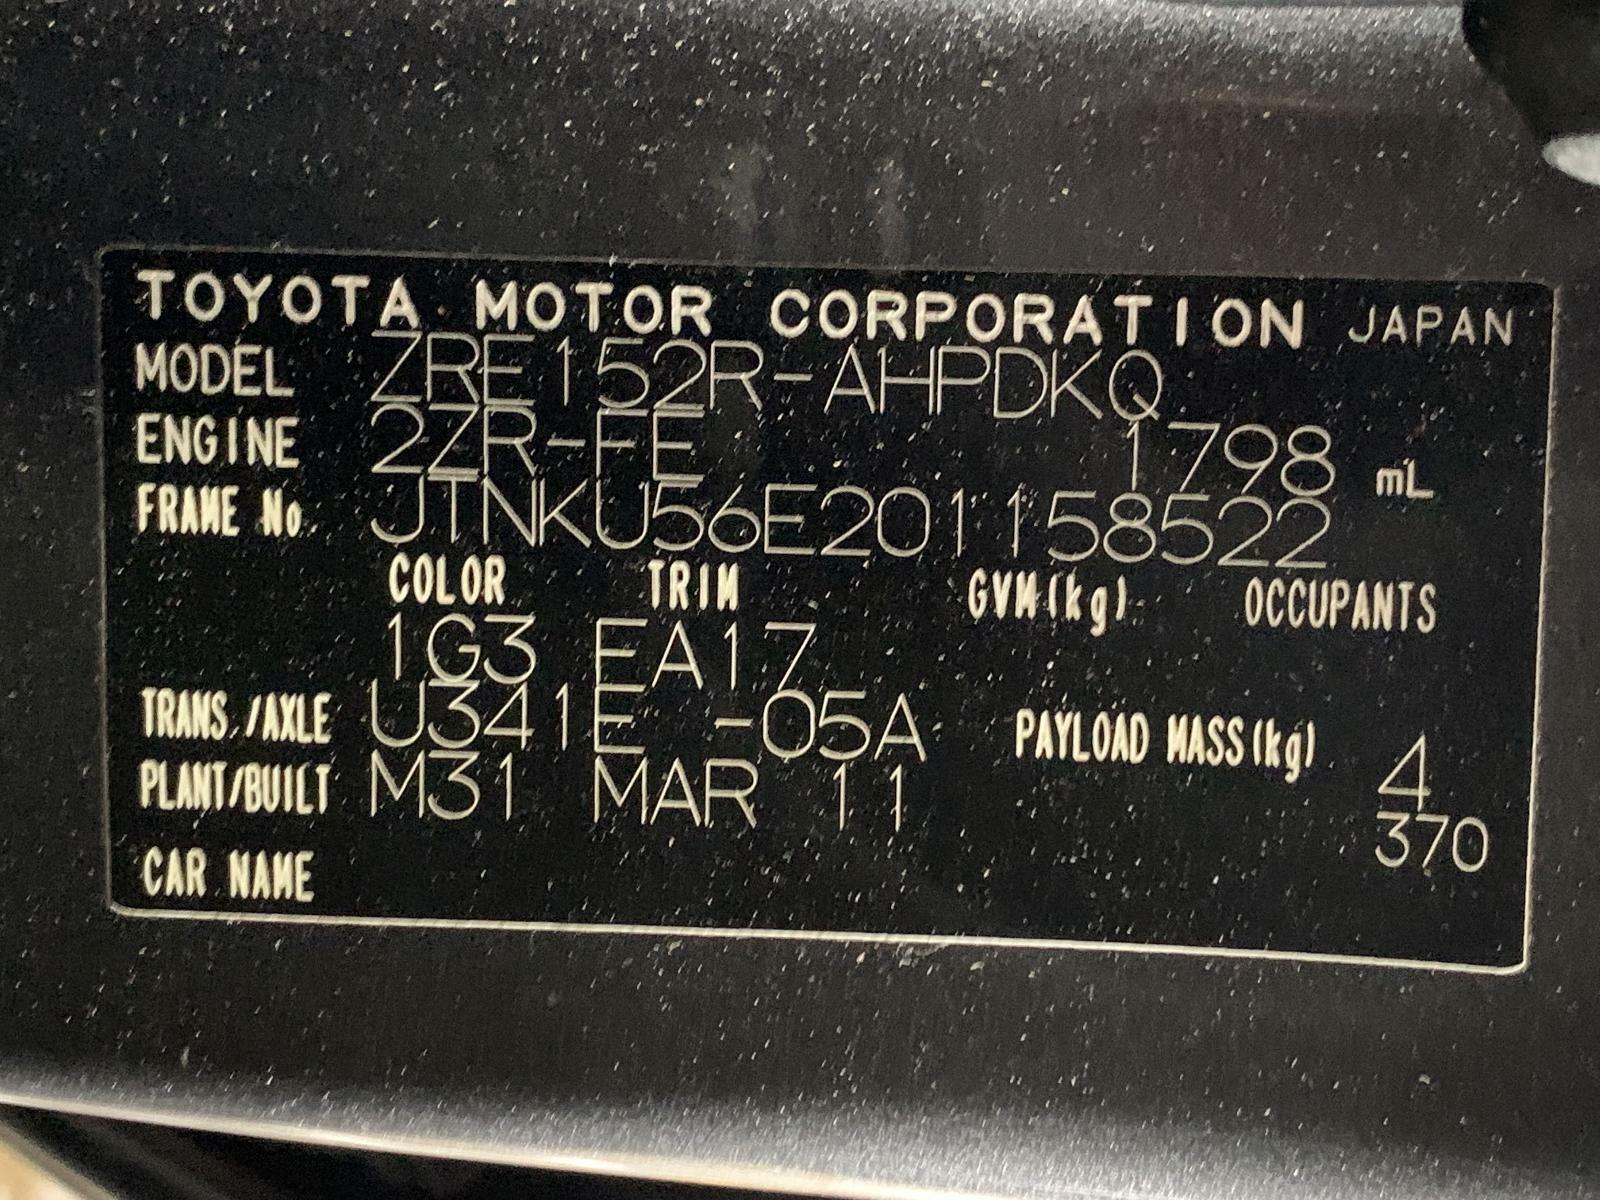 TOYOTA MOTOR CORPORATION JAPAN
MODEL ZRE152R-AHPDKQ
ENGINE 2ZR-FE 1798 mL
FRAME No. JTNKU56E201158522
COLOR TRIM GVM(kg) OCCUPANTS
1G3 EA17
TRANS./AXLE U341E -05A PAYLOAD MASS(kg) 4
PLANT/BUILT M31 MAR 11 370
CAR NAME